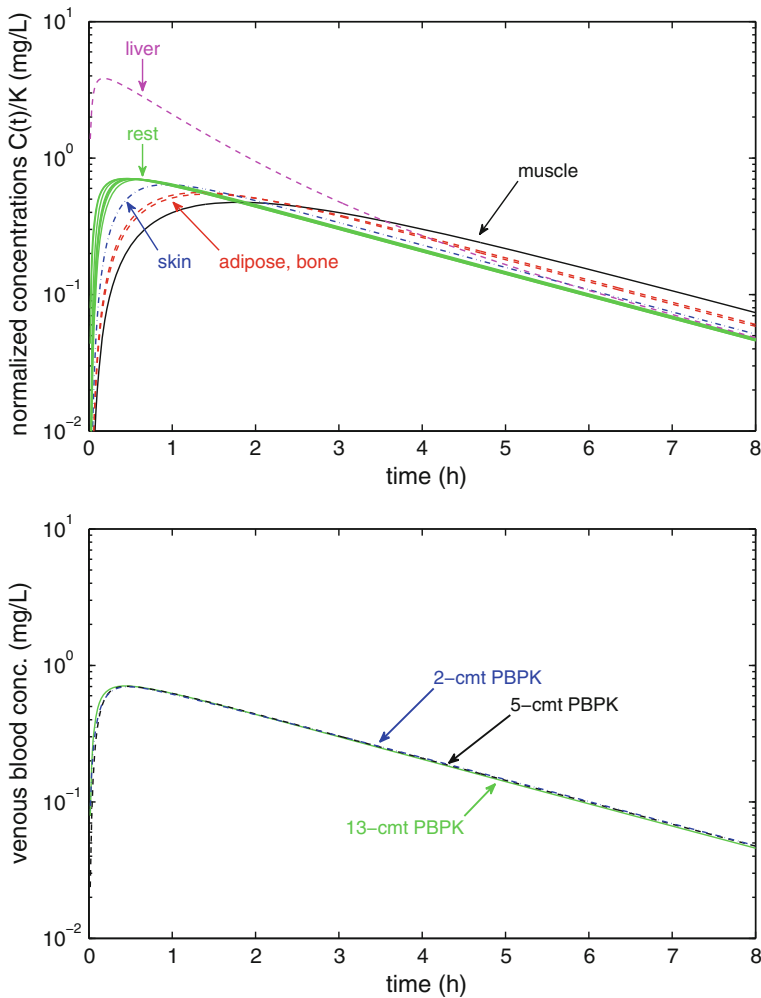 normalized concentrations C(t)/K (mg/L)
10^1
10^0
10^-1
10^-2
liver
rest
muscle
skin
adipose, bone
0 1 2 3 4 5 6 7 8
time (h)
venous blood conc. (mg/L)
10^1
10^0
10^-1
10^-2
2-cmt PBPK
5-cmt PBPK
13-cmt PBPK
0 1 2 3 4 5 6 7 8
time (h)